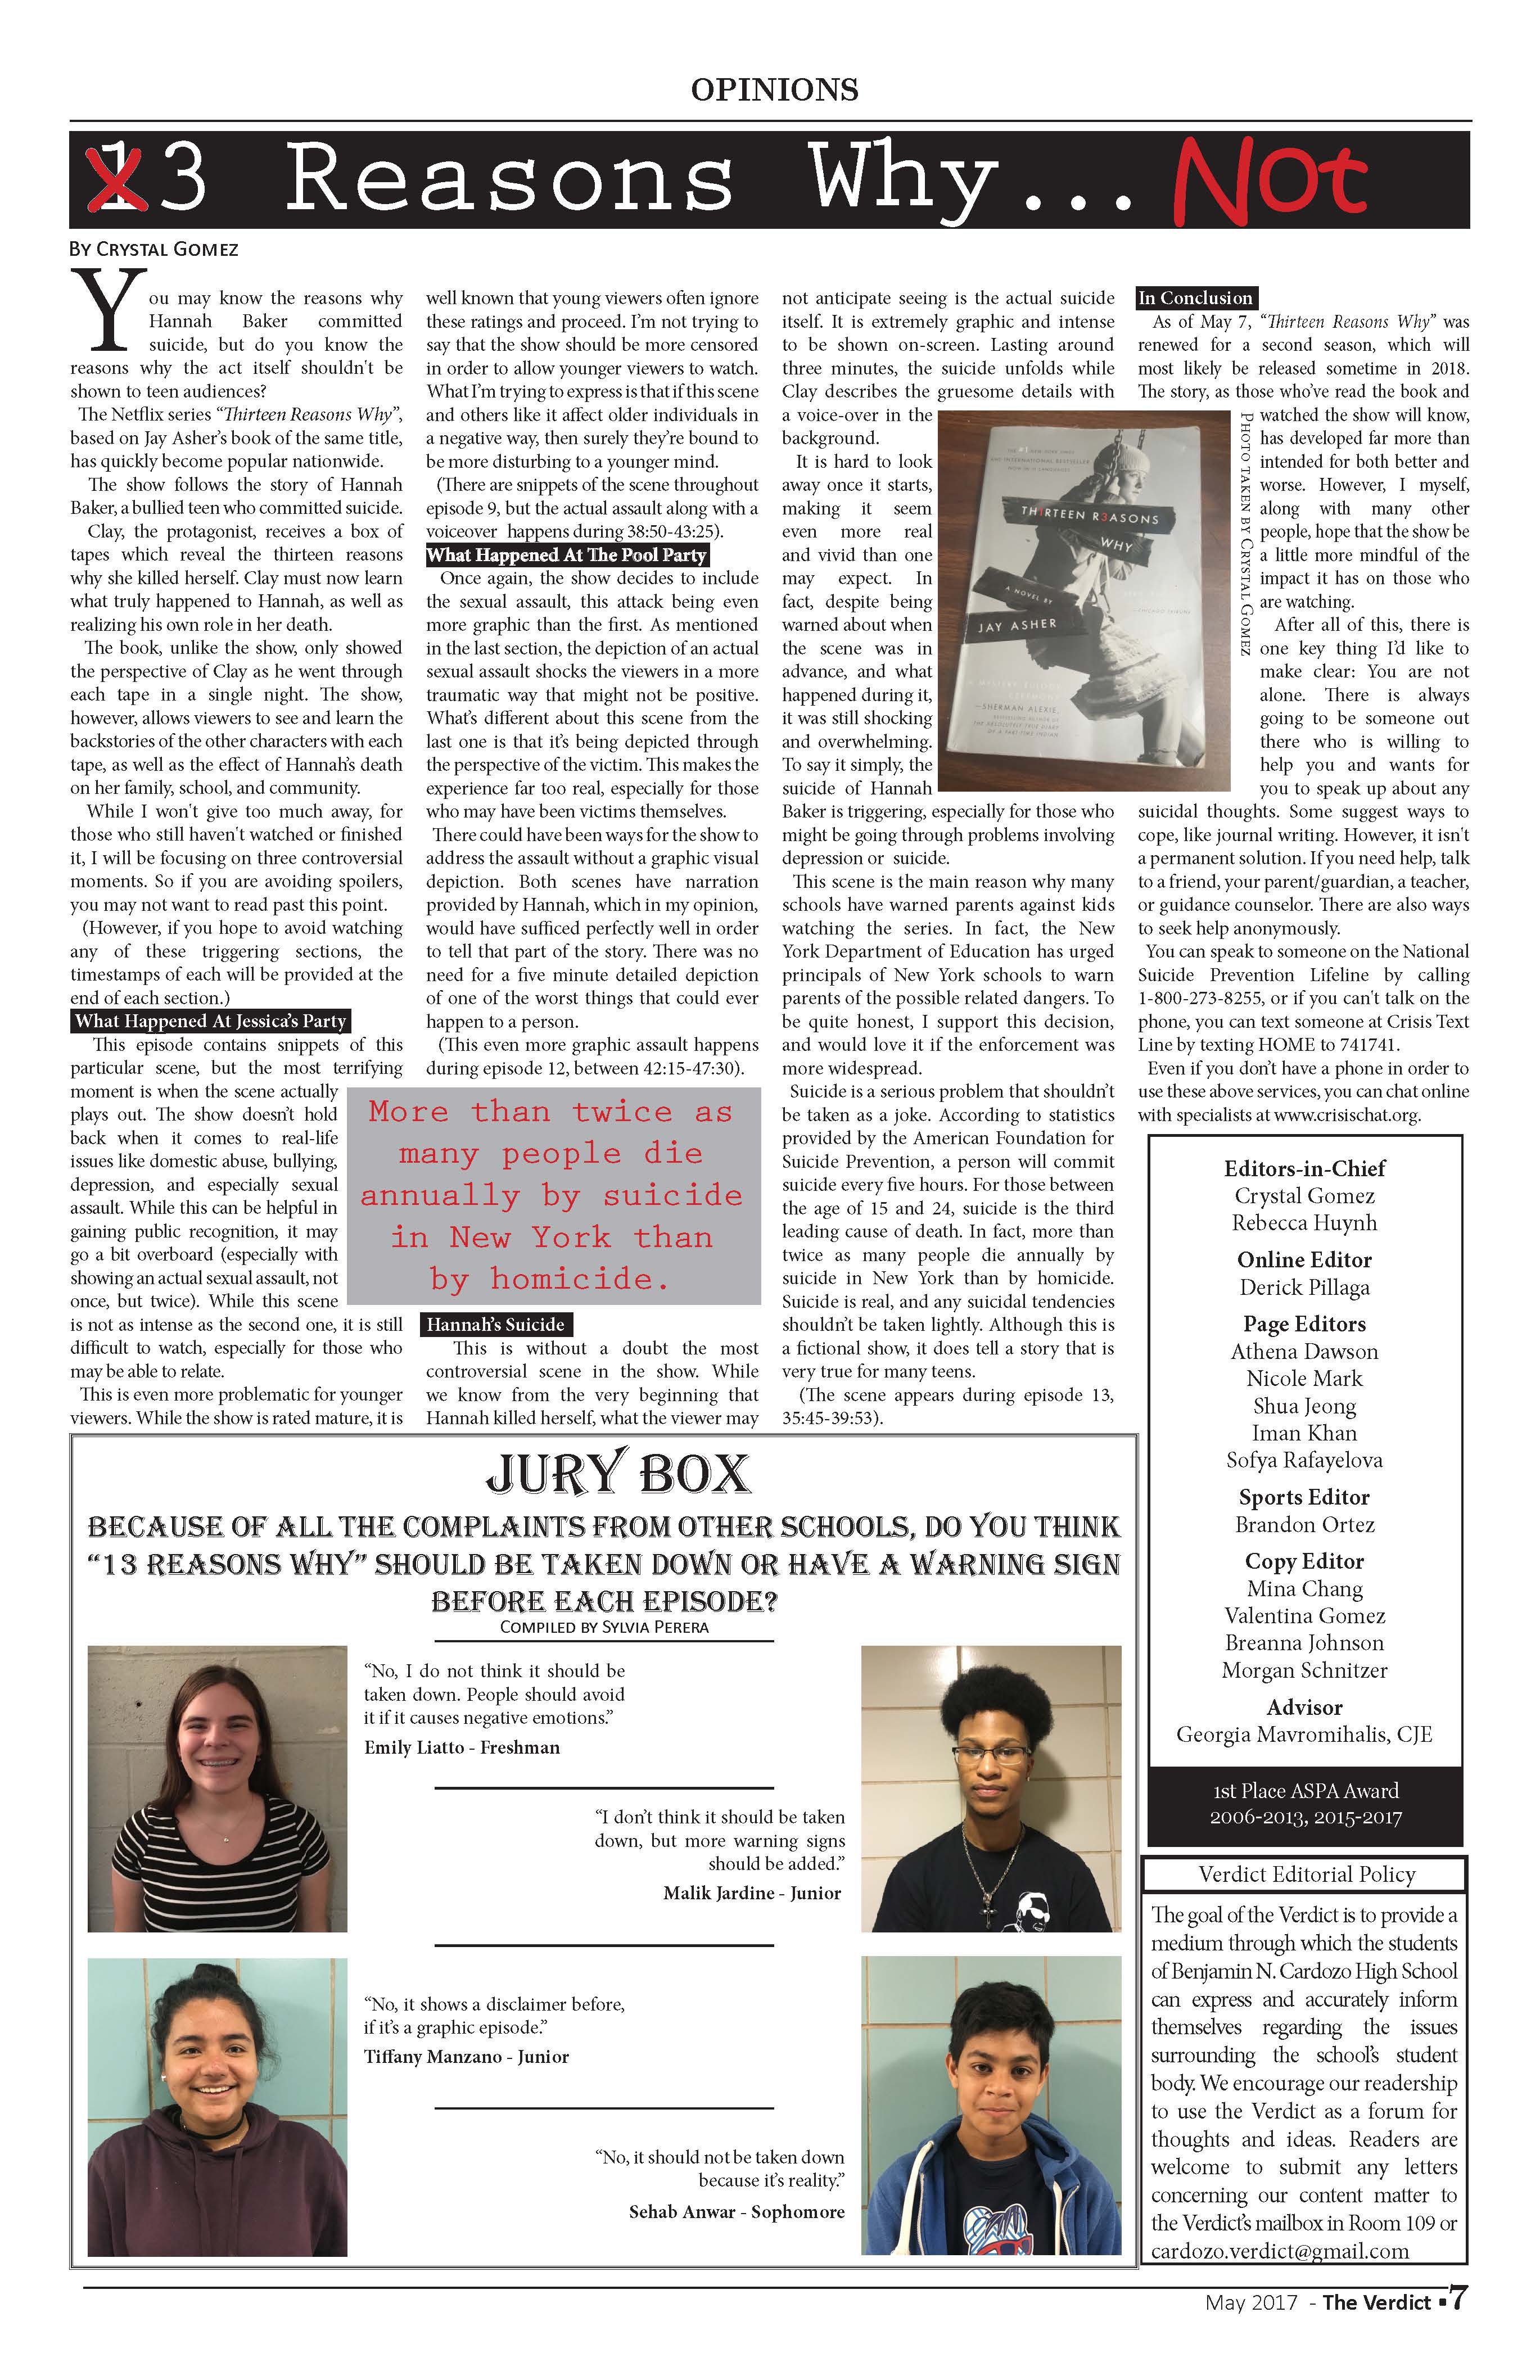 OPINIONS
13 Reasons Why... Not
By Crystal Gomez
You may know the reasons why
Hannah Baker committed
suicide, but do you know the
reasons why the act itself shouldn't be
shown to teen audiences?
The Netflix series “Thirteen Reasons Why”,
based on Jay Asher’s book of the same title,
has quickly become popular nationwide.
The show follows the story of Hannah
Baker, a bullied teen who committed suicide.
Clay, the protagonist, receives a box of
tapes which reveal the thirteen reasons
why she killed herself. Clay must now learn
what truly happened to Hannah, as well as
realizing his own role in her death.
The book, unlike the show, only showed
the perspective of Clay as he went through
each tape in a single night. The show,
however, allows viewers to see and learn the
backstories of the other characters with each
tape, as well as the effect of Hannah’s death
on her family, school, and community.
While I won't give too much away, for
those who still haven't watched or finished
it, I will be focusing on three controversial
moments. So if you are avoiding spoilers,
you may not want to read past this point.
(However, if you hope to avoid watching
any of these triggering sections, the
timestamps of each will be provided at the
end of each section.)
What Happened At Jessica’s Party
This episode contains snippets of this
particular scene, but the most terrifying
moment is when the scene actually
plays out. The show doesn’t hold
back when it comes to real-life
issues like domestic abuse, bullying,
depression, and especially sexual
assault. While this can be helpful in
gaining public recognition, it may
go a bit overboard (especially with
showing an actual sexual assault, not
once, but twice). While this scene
is not as intense as the second one, it is still
difficult to watch, especially for those who
may be able to relate.
This is even more problematic for younger
viewers. While the show is rated mature, it is
well known that young viewers often ignore
these ratings and proceed. I’m not trying to
say that the show should be more censored
in order to allow younger viewers to watch.
What I’m trying to express is that if this scene
and others like it affect older individuals in
a negative way, then surely they’re bound to
be more disturbing to a younger mind.
(There are snippets of the scene throughout
episode 9, but the actual assault along with a
voiceover happens during 38:50-43:25).
What Happened At The Pool Party
Once again, the show decides to include
the sexual assault, this attack being even
more graphic than the first. As mentioned
in the last section, the depiction of an actual
sexual assault shocks the viewers in a more
traumatic way that might not be positive.
What’s different about this scene from the
last one is that it’s being depicted through
the perspective of the victim. This makes the
experience far too real, especially for those
who may have been victims themselves.
There could have been ways for the show to
address the assault without a graphic visual
depiction. Both scenes have narration
provided by Hannah, which in my opinion,
would have sufficed perfectly well in order
to tell that part of the story. There was no
need for a five minute detailed depiction
of one of the worst things that could ever
happen to a person.
(This even more graphic assault happens
during episode 12, between 42:15-47:30).
More than twice as
many people die
annually by suicide
in New York than
by homicide.
Hannah’s Suicide
This is without a doubt the most
controversial scene in the show. While
we know from the very beginning that
Hannah killed herself, what the viewer may
not anticipate seeing is the actual suicide
itself. It is extremely graphic and intense
to be shown on-screen. Lasting around
three minutes, the suicide unfolds while
Clay describes the gruesome details with
a voice-over in the
background.
It is hard to look
away once it starts,
making it seem
even more real
and vivid than one
may expect. In
fact, despite being
warned about when
the scene was in
advance, and what
happened during it,
it was still shocking
and overwhelming.
To say it simply, the
suicide of Hannah
Baker is triggering, especially for those who
might be going through problems involving
depression or suicide.
This scene is the main reason why many
schools have warned parents against kids
watching the series. In fact, the New
York Department of Education has urged
principals of New York schools to warn
parents of the possible related dangers. To
be quite honest, I support this decision,
and would love it if the enforcement was
more widespread.
Suicide is a serious problem that shouldn’t
be taken as a joke. According to statistics
provided by the American Foundation for
Suicide Prevention, a person will commit
suicide every five hours. For those between
the age of 15 and 24, suicide is the third
leading cause of death. In fact, more than
twice as many people die annually by
suicide in New York than by homicide.
Suicide is real, and any suicidal tendencies
shouldn’t be taken lightly. Although this is
a fictional show, it does tell a story that is
very true for many teens.
(The scene appears during episode 13,
35:45-39:53).
THIRTEEN R3ASONS
WHY
A NOVEL BY
JAY ASHER
—SHERMAN ALEXIE,
Photo taken by Crystal Gomez
In Conclusion
As of May 7, “Thirteen Reasons Why” was
renewed for a second season, which will
most likely be released sometime in 2018.
The story, as those who’ve read the book and
watched the show will know,
has developed far more than
intended for both better and
worse. However, I myself,
along with many other
people, hope that the show be
a little more mindful of the
impact it has on those who
are watching.
After all of this, there is
one key thing I’d like to
make clear: You are not
alone. There is always
going to be someone out
there who is willing to
help you and wants for
you to speak up about any
suicidal thoughts. Some suggest ways to
cope, like journal writing. However, it isn't
a permanent solution. If you need help, talk
to a friend, your parent/guardian, a teacher,
or guidance counselor. There are also ways
to seek help anonymously.
You can speak to someone on the National
Suicide Prevention Lifeline by calling
1-800-273-8255, or if you can't talk on the
phone, you can text someone at Crisis Text
Line by texting HOME to 741741.
Even if you don’t have a phone in order to
use these above services, you can chat online
with specialists at www.crisischat.org.
Editors-in-Chief
Crystal Gomez
Rebecca Huynh
Online Editor
Derick Pillaga
Page Editors
Athena Dawson
Nicole Mark
Shua Jeong
Iman Khan
Sofya Rafayelova
Sports Editor
Brandon Ortez
Copy Editor
Mina Chang
Valentina Gomez
Breanna Johnson
Morgan Schnitzer
Advisor
Georgia Mavromihalis, CJE
1st Place ASPA Award
2006-2013, 2015-2017
Verdict Editorial Policy
The goal of the Verdict is to provide a
medium through which the students
of Benjamin N. Cardozo High School
can express and accurately inform
themselves regarding the issues
surrounding the school’s student
body. We encourage our readership
to use the Verdict as a forum for
thoughts and ideas. Readers are
welcome to submit any letters
concerning our content matter to
the Verdict’s mailbox in Room 109 or
cardozo.verdict@gmail.com
JURY BOX
BECAUSE OF ALL THE COMPLAINTS FROM OTHER SCHOOLS, DO YOU THINK
“13 REASONS WHY” SHOULD BE TAKEN DOWN OR HAVE A WARNING SIGN
BEFORE EACH EPISODE?
Compiled by Sylvia Perera
“No, I do not think it should be
taken down. People should avoid
it if it causes negative emotions.”
Emily Liatto - Freshman
“I don’t think it should be taken
down, but more warning signs
should be added.”
Malik Jardine - Junior
“No, it shows a disclaimer before,
if it’s a graphic episode.”
Tiffany Manzano - Junior
“No, it should not be taken down
because it’s reality.”
Sehab Anwar - Sophomore
May 2017 - The Verdict ▪7